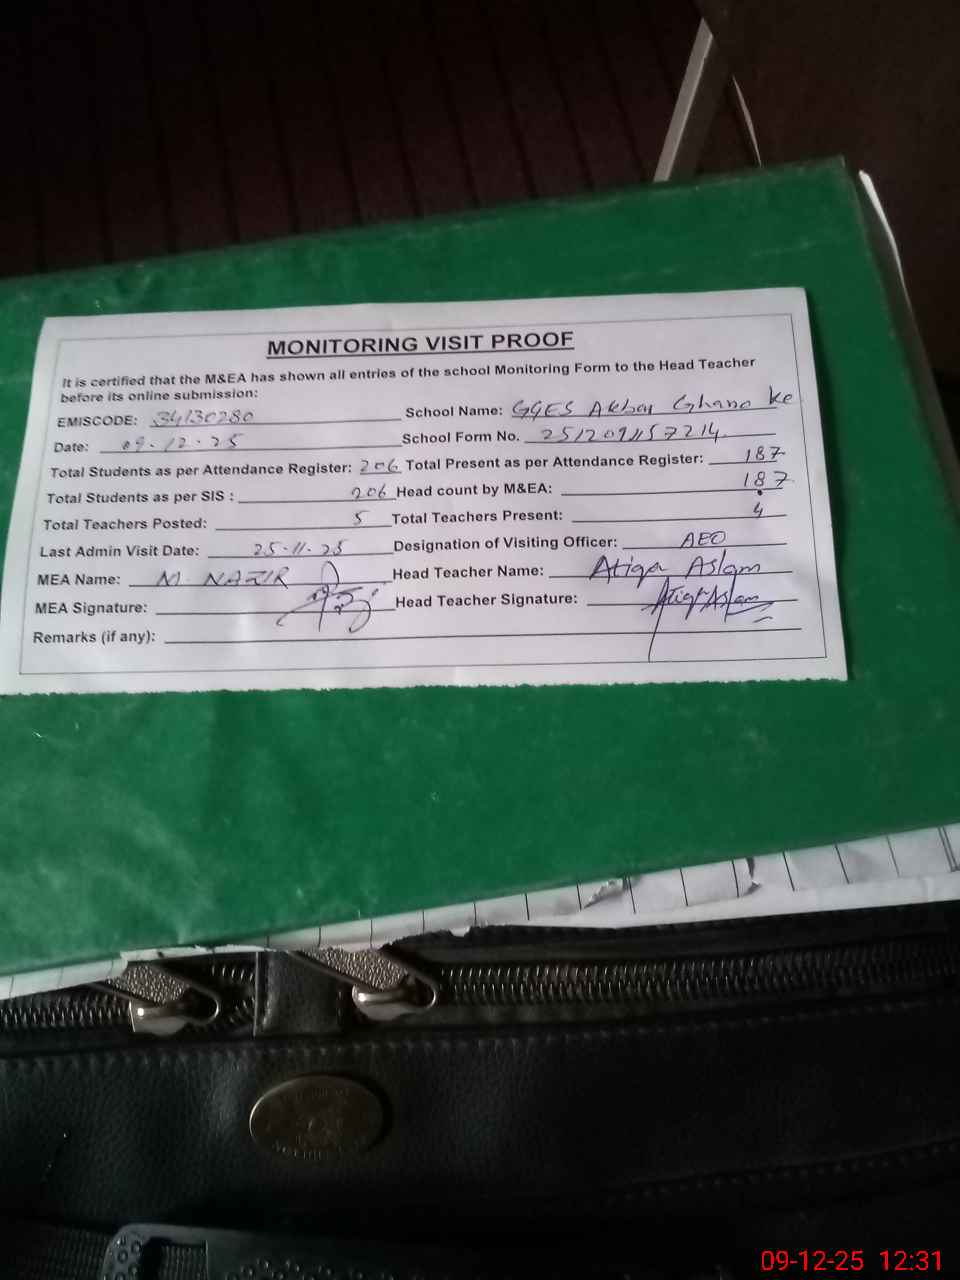 MONITORING VISIT PROOF
It is certified that the M&EA has shown all entries of the school Monitoring Form to the Head Teacher
before its online submission:
EMISCODE: 34130280 School Name: GGES Akbar Ghano ke
Date: 09.12.25 School Form No. 251209115 7214
Total Students as per Attendance Register: 206 Total Present as per Attendance Register: 187
Total Students as per SIS : 206 Head count by M&EA: 187
Total Teachers Posted: 5 Total Teachers Present: 4
Last Admin Visit Date: 25.11.25 Designation of Visiting Officer: AEO
MEA Name: M. NAZIR Head Teacher Name: Atiqa Aslam
MEA Signature: Head Teacher Signature: Atiqa Aslam
Remarks (if any):
09-12-25 12:31